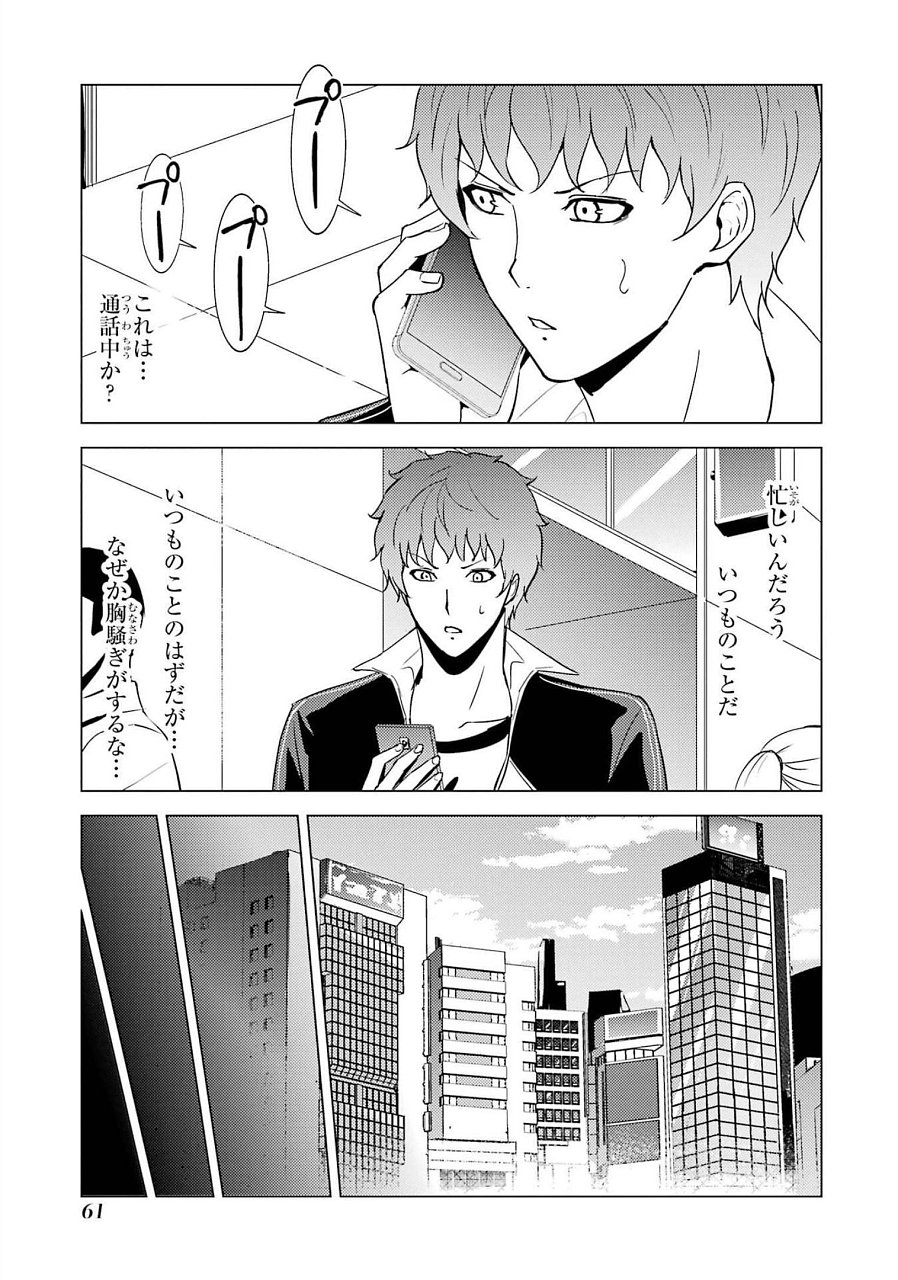 プー
プー
プー
これは…
通話中か?
忙しいんだろう
いつものことだ
いつものことのはずだが…
なぜか胸騒ぎがするな…
61